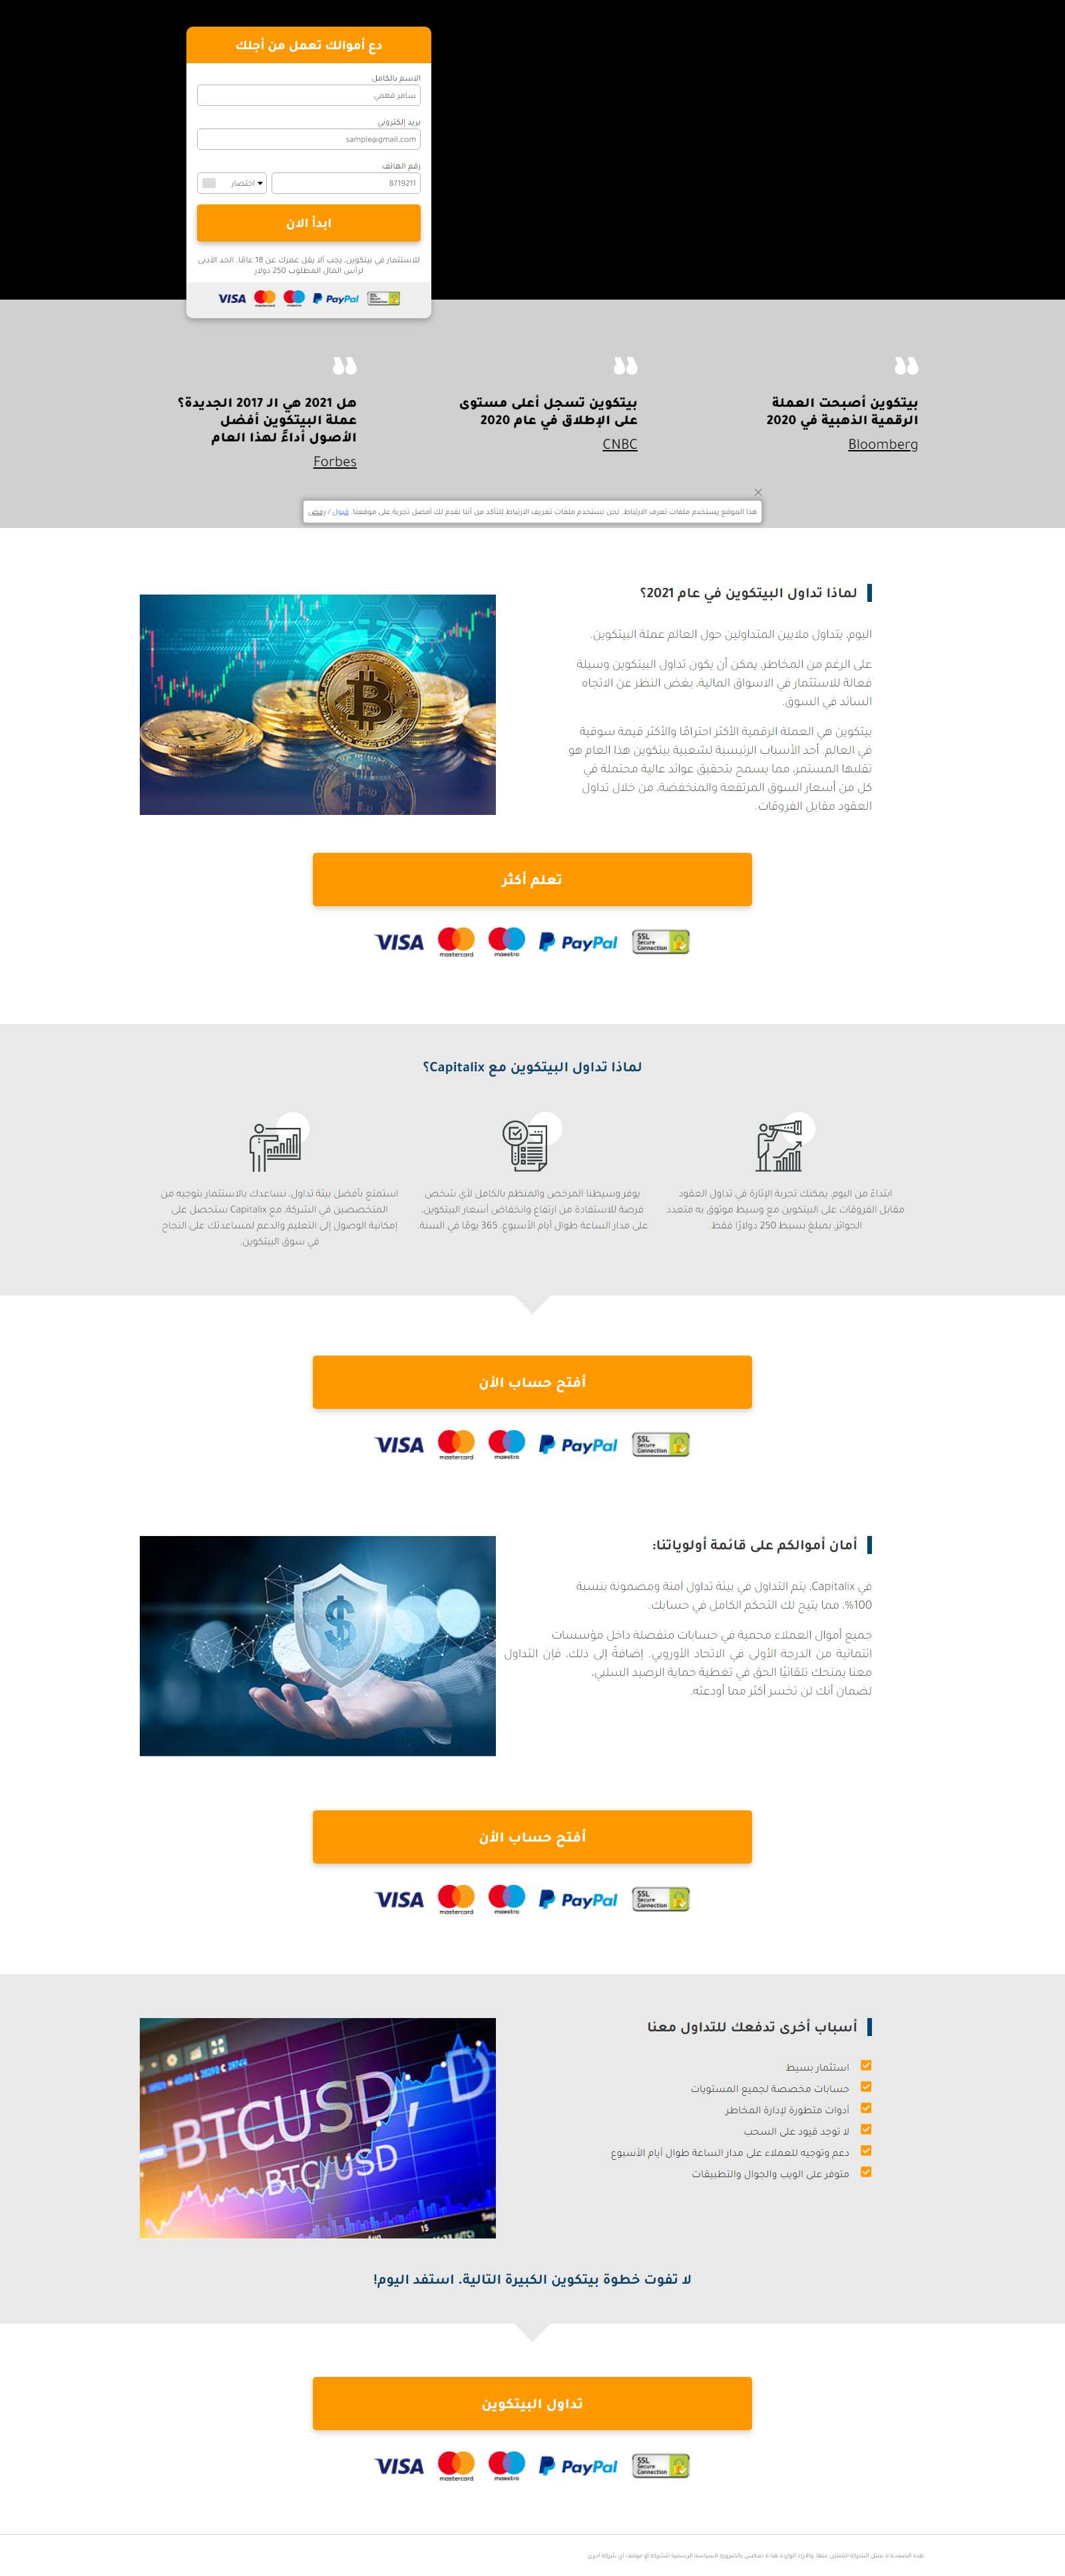 دع أموالك تعمل من أجلك
الاسم بالكامل
سامر فهمي
بريد إلكتروني
sample@gmail.com
رقم الهاتف
8719211
اختصار
ابدأ الان
للاستثمار في بيتكوين، يجب ألا يقل عمرك عن 18 عامًا. الحد الأدنى
لرأس المال المطلوب 250 دولار
VISA mastercard maestro PayPal SSL Secure Connection
بيتكوين أصبحت العملة
الرقمية الذهبية في 2020
Bloomberg
بيتكوين تسجل أعلى مستوى
على الإطلاق في عام 2020
CNBC
هل 2021 هي الـ 2017 الجديدة؟
عملة البيتكوين أفضل
الأصول أداءً لهذا العام
Forbes
هذا الموقع يستخدم ملفات تعرف الارتباط. نحن نستخدم ملفات تعريف الارتباط للتأكد من أننا نقدم لك أفضل تجربة على موقعنا. قبول / رفض
لماذا تداول البيتكوين في عام 2021؟
اليوم، يتداول ملايين المتداولين حول العالم عملة البيتكوين.
على الرغم من المخاطر، يمكن أن يكون تداول البيتكوين وسيلة
فعالة للاستثمار في الاسواق المالية، بغض النظر عن الاتجاه
السائد في السوق.
بيتكوين هي العملة الرقمية الأكثر احترامًا والأكثر قيمة سوقية
في العالم. أحد الأسباب الرئيسية لشعبية بيتكوين هذا العام هو
تقلبها المستمر، مما يسمح بتحقيق عوائد عالية محتملة في
كل من أسعار السوق المرتفعة والمنخفضة، من خلال تداول
العقود مقابل الفروقات.
تعلم أكثر
VISA mastercard maestro PayPal SSL Secure Connection
لماذا تداول البيتكوين مع Capitalix؟
ابتداءً من اليوم، يمكنك تجربة الإثارة في تداول العقود
مقابل الفروقات على البيتكوين مع وسيط موثوق به متعدد
الجوائز، بمبلغ بسيط 250 دولارًا فقط.
يوفر وسيطنا المرخص والمنظم بالكامل لأي شخص
فرصة للاستفادة من ارتفاع وانخفاض أسعار البيتكوين،
على مدار الساعة طوال أيام الأسبوع، 365 يومًا في السنة.
استمتع بأفضل بيئة تداول، نساعدك بالاستثمار بتوجيه من
المتخصصين في الشركة. مع Capitalix ستحصل على
إمكانية الوصول إلى التعليم والدعم لمساعدتك على النجاح
في سوق البيتكوين.
أفتح حساب الأن
VISA mastercard maestro PayPal SSL Secure Connection
أمان أموالكم على قائمة أولوياتنا:
في Capitalix، يتم التداول في بيئة تداول آمنة ومضمونة بنسبة
100%، مما يتيح لك التحكم الكامل في حسابك.
جميع أموال العملاء محمية في حسابات منفصلة داخل مؤسسات
ائتمانية من الدرجة الأولى في الاتحاد الأوروبي. إضافةً إلى ذلك، فإن التداول
معنا يمنحك تلقائيًا الحق في تغطية حماية الرصيد السلبي،
لضمان أنك لن تخسر أكثر مما أودعته.
أفتح حساب الأن
VISA mastercard maestro PayPal SSL Secure Connection
أسباب أخرى تدفعك للتداول معنا
استثمار بسيط
حسابات مخصصة لجميع المستويات
أدوات متطورة لإدارة المخاطر
لا توجد قيود على السحب
دعم وتوجيه للعملاء على مدار الساعة طوال أيام الأسبوع
متوفر على الويب والجوال والتطبيقات
BTCUSD, D
BTC/USD
15
لا تفوت خطوة بيتكوين الكبيرة التالية. استفد اليوم!
تداول البيتكوين
VISA mastercard maestro PayPal SSL Secure Connection